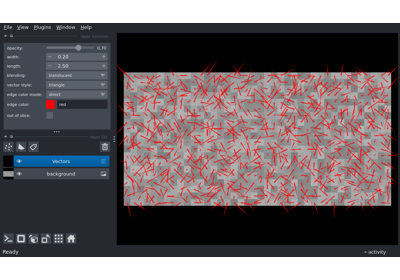 File View Plugins Window Help
opacity: 0.70
width: 0.20
length: 2.50
blending: translucent
vector style: triangle
edge color mode: direct
edge color: red
out of slice:
Vectors
background
Ready
activity